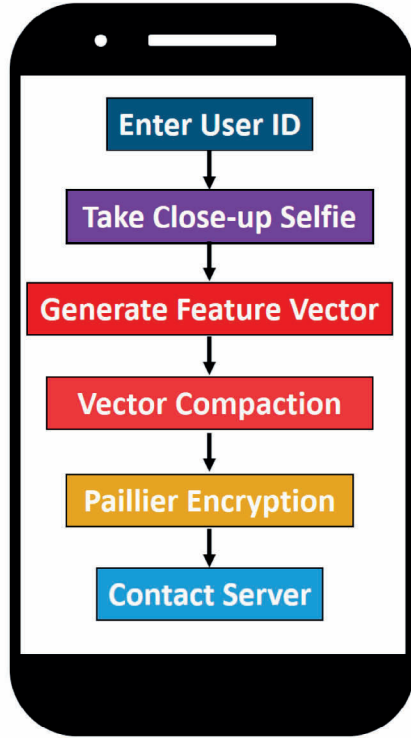 Enter User ID
Take Close-up Selfie
Generate Feature Vector
Vector Compaction
Paillier Encryption
Contact Server